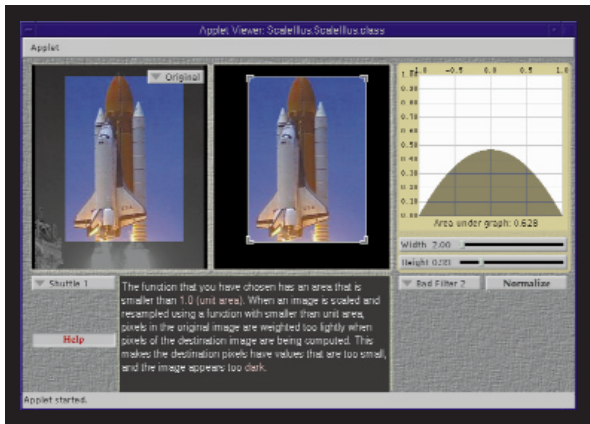 Applet Viewer: ScaleIllus.ScaleIllus.class
Applet
Original
-1.0 -0.5 0.0 0.5 1.0
1.0
0.90
0.80
0.70
0.60
0.50
0.40
0.30
0.20
0.10
0.00
Area under graph: 0.628
Width 2.00
Height
Shuttle 1
Bad Filter 2
Normalize
Help
The function that you have chosen has an area that is
smaller than 1.0 (unit area). When an image is scaled and
resampled using a function with smaller than unit area,
pixels in the original image are weighted too lightly when
pixels of the destination image are being computed. This
makes the destination pixels have values that are too small,
and the image appears too dark.
Applet started.